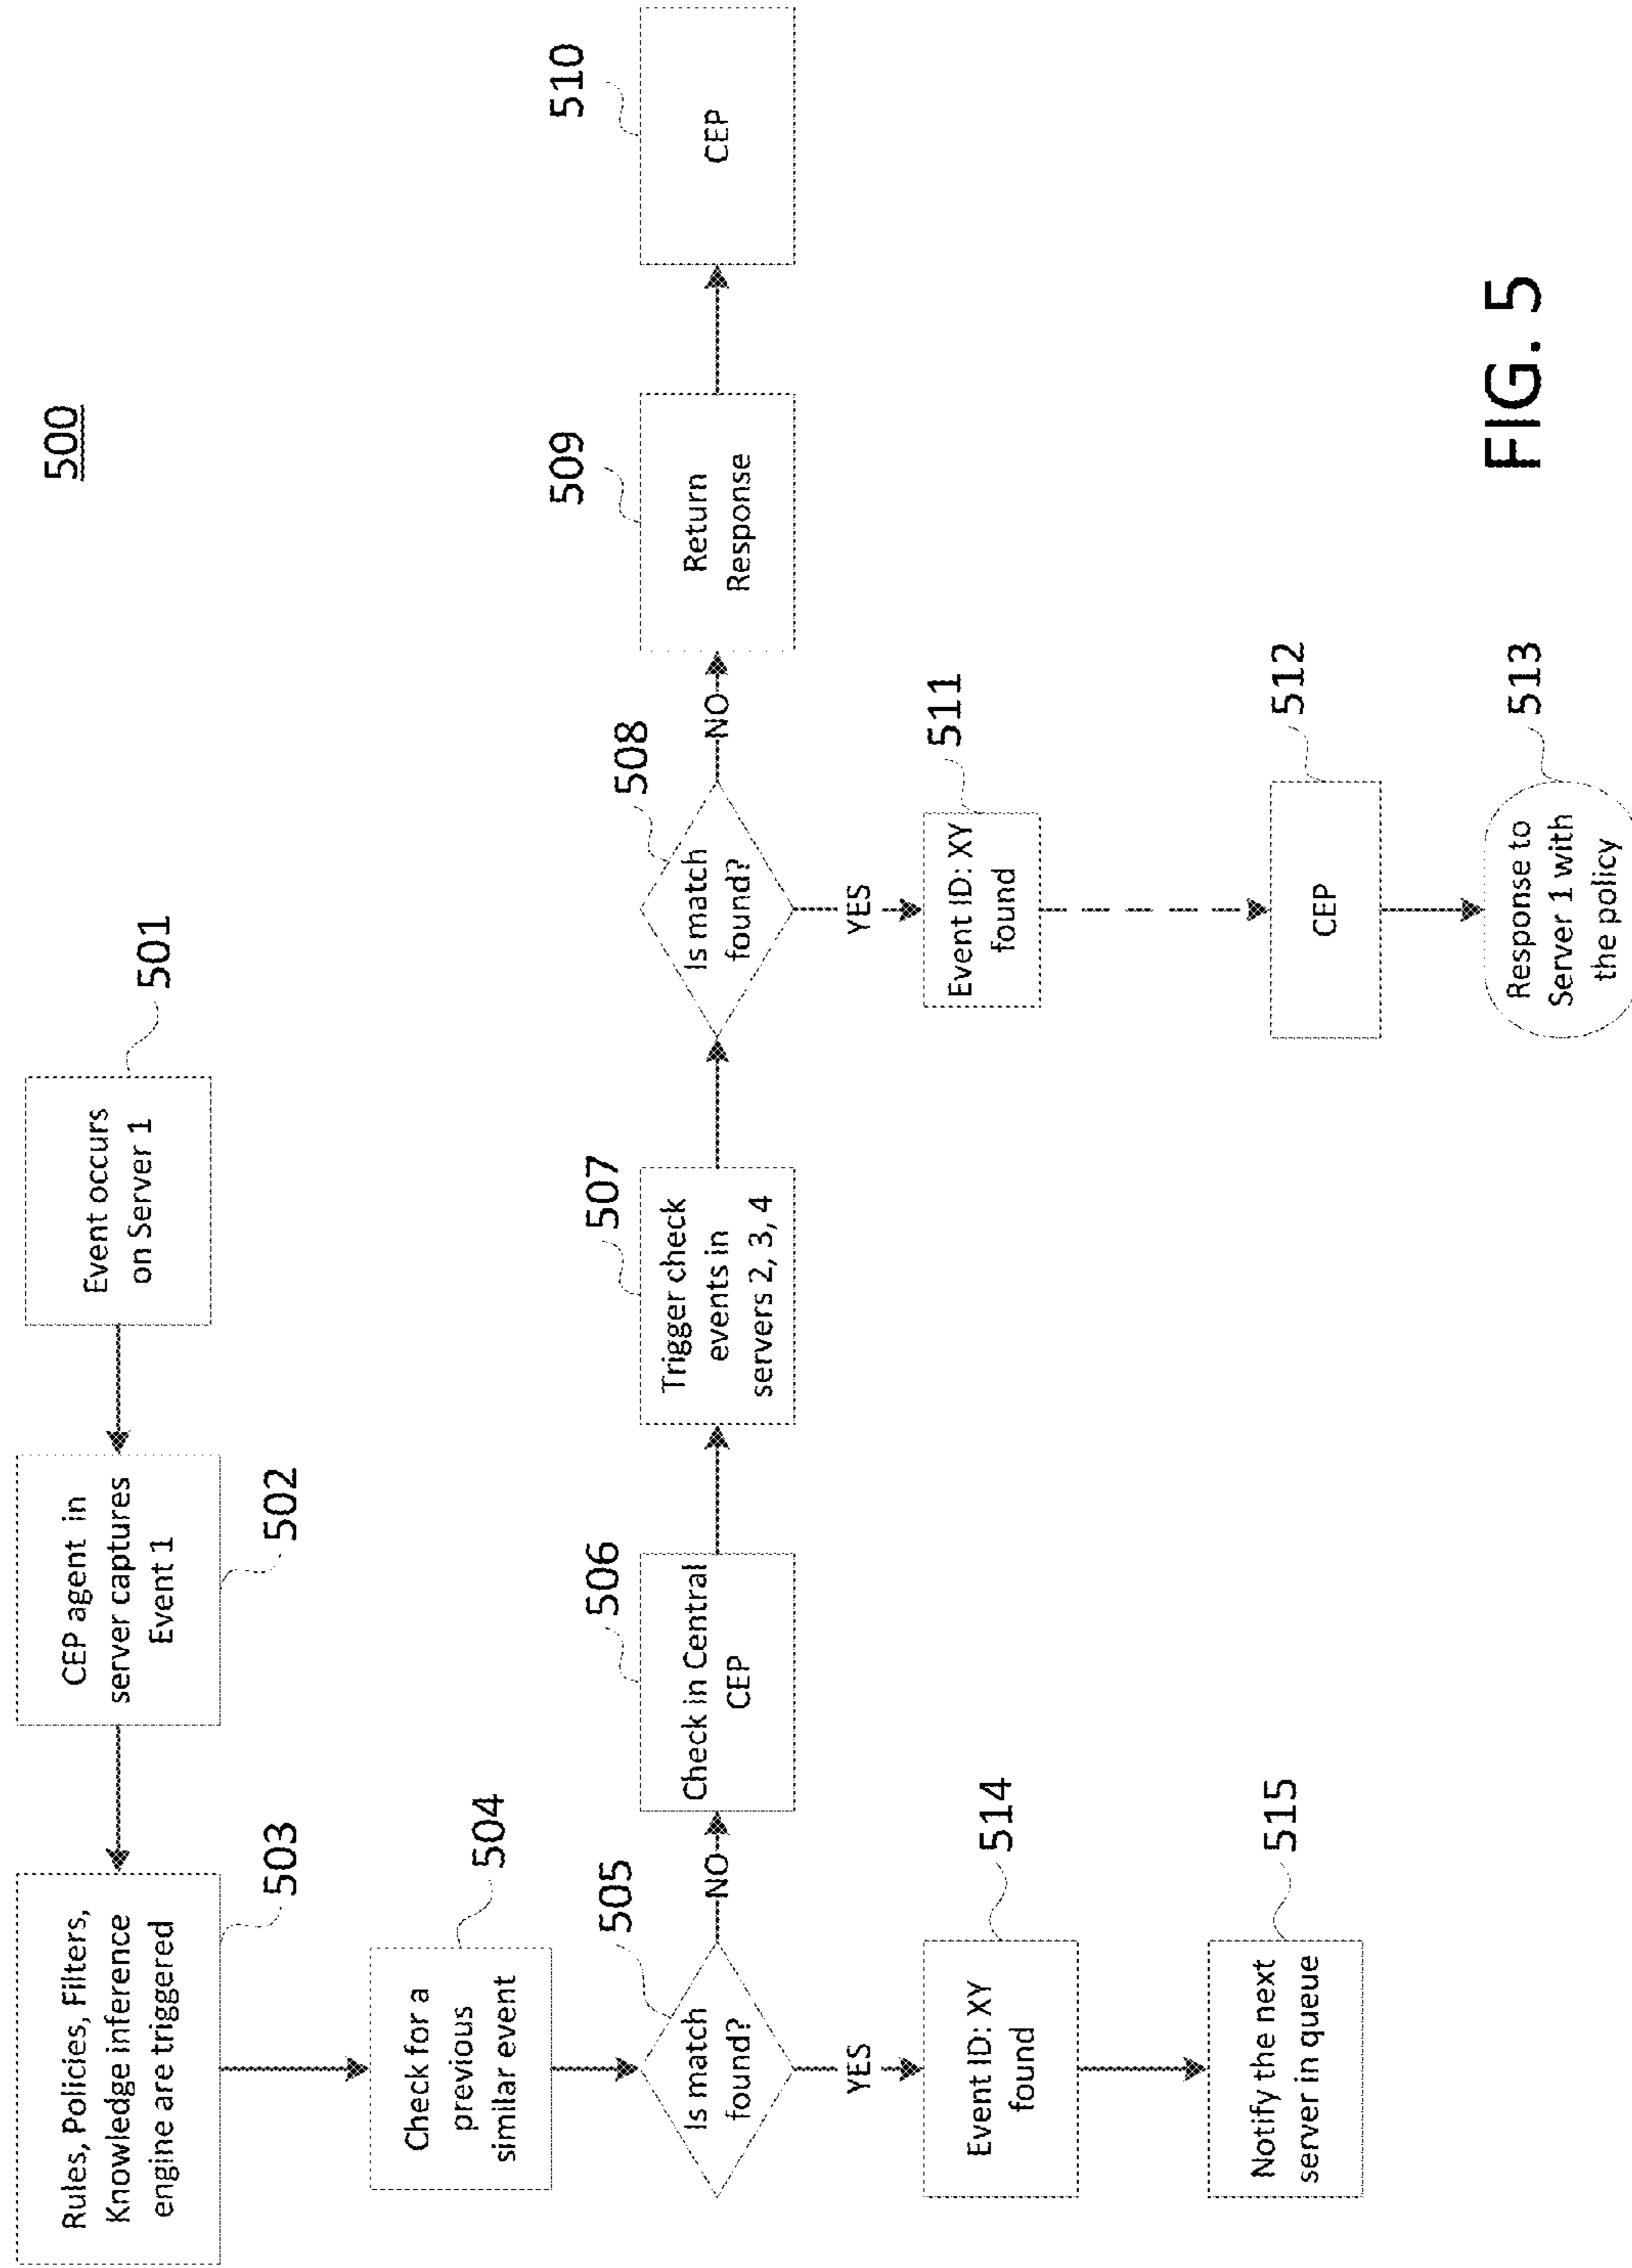 500
Event occurs
on Server 1
501
CEP agent in
server captures
Event 1
502
Rules, Policies, Filters,
Knowledge inference
engine are triggered
503
Check for a
previous
similar event
504
Is match
found?
505
NO
Check in Central
CEP
506
Trigger check
events in
servers 2, 3, 4
507
Is match
found?
508
NO
Return
Response
509
CEP
510
YES
Event ID: XY
found
511
CEP
512
Response to
Server 1 with
the policy
513
YES
Event ID: XY
found
514
Notify the next
server in queue
515
FIG. 5